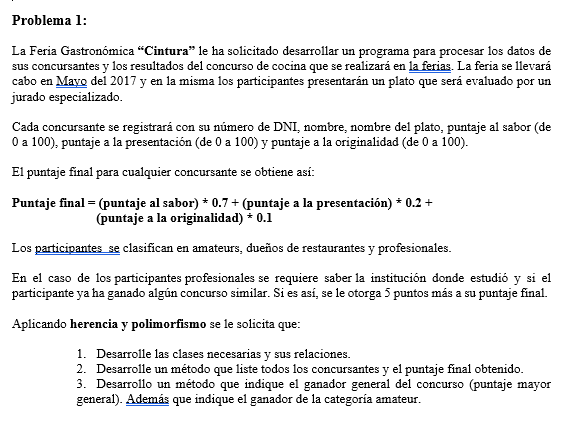 Problema 1:
La Feria Gastronómica “Cintura” le ha solicitado desarrollar un programa para procesar los datos de
sus concursantes y los resultados del concurso de cocina que se realizará en la ferias. La feria se llevará
cabo en Mayo del 2017 y en la misma los participantes presentarán un plato que será evaluado por un
jurado especializado.
Cada concursante se registrará con su número de DNI, nombre, nombre del plato, puntaje al sabor (de
0 a 100), puntaje a la presentación (de 0 a 100) y puntaje a la originalidad (de 0 a 100).
El puntaje final para cualquier concursante se obtiene así:
Puntaje final = (puntaje al sabor) * 0.7 + (puntaje a la presentación) * 0.2 +
(puntaje a la originalidad) * 0.1
Los participantes se clasifican en amateurs, dueños de restaurantes y profesionales.
En el caso de los participantes profesionales se requiere saber la institución donde estudió y si el
participante ya ha ganado algún concurso similar. Si es así, se le otorga 5 puntos más a su puntaje final.
Aplicando herencia y polimorfismo se le solicita que:
1. Desarrolle las clases necesarias y sus relaciones.
2. Desarrolle un método que liste todos los concursantes y el puntaje final obtenido.
3. Desarrollo un método que indique el ganador general del concurso (puntaje mayor
general). Además que indique el ganador de la categoría amateur.